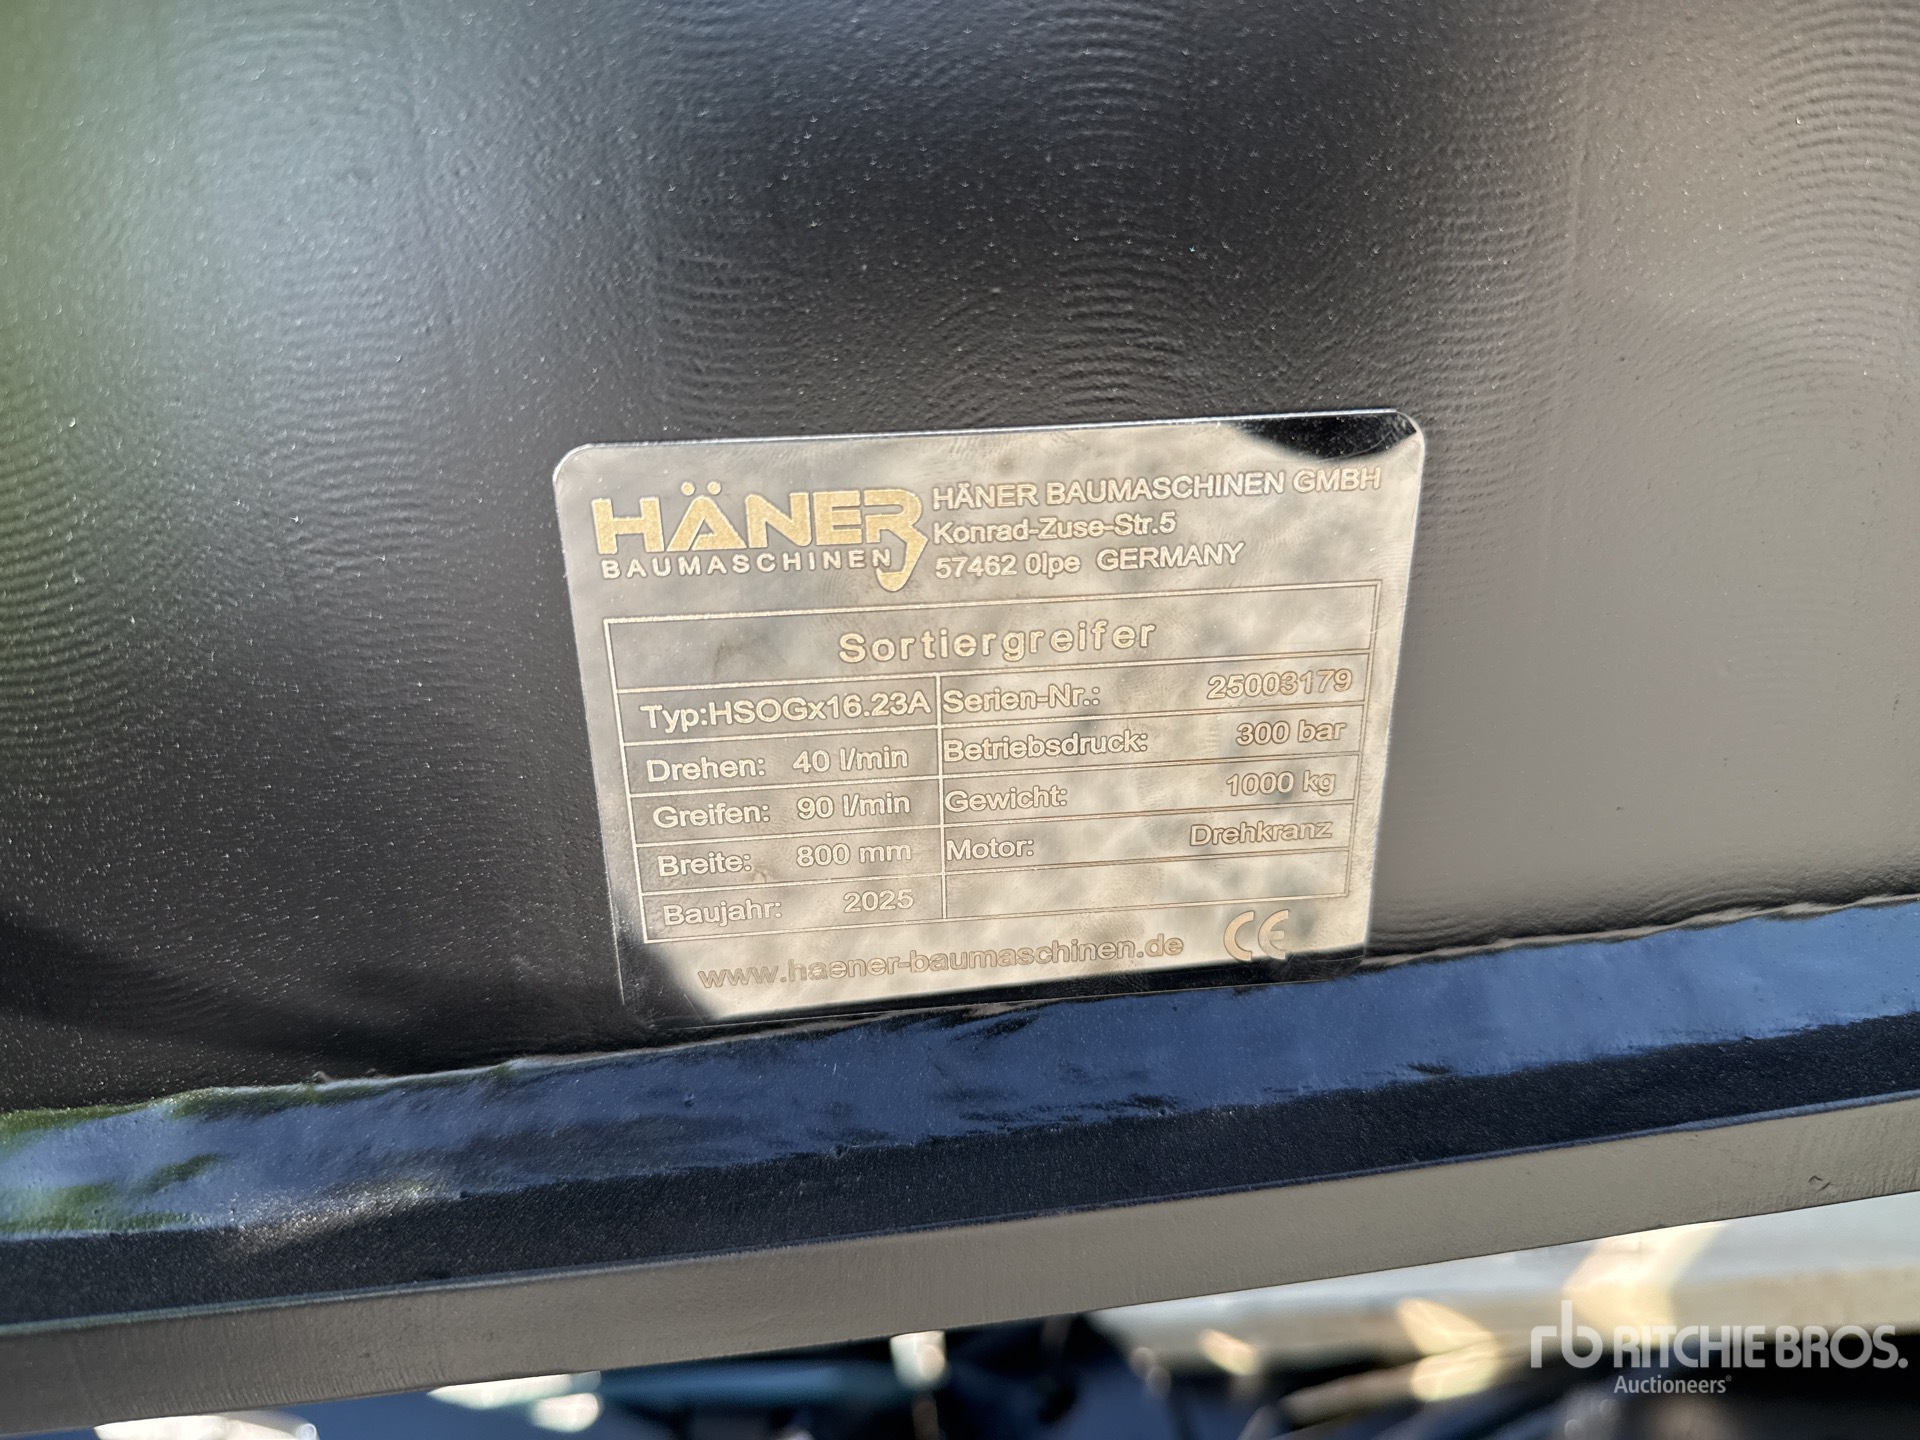 HÄNER
BAUMASCHINEN
HÄNER BAUMASCHINEN GMBH
Konrad-Zuse-Str.5
57462 Olpe GERMANY
Sortiergreifer
Typ:HSOGx16.23A
Serien-Nr.: 25003179
Drehen: 40 l/min
Betriebsdruck: 300 bar
Greifen: 90 l/min
Gewicht: 1000 kg
Breite: 800 mm
Motor: Drehkranz
Baujahr: 2025
www.haener-baumaschinen.de CE
rb RITCHIE BROS.
Auctioneers